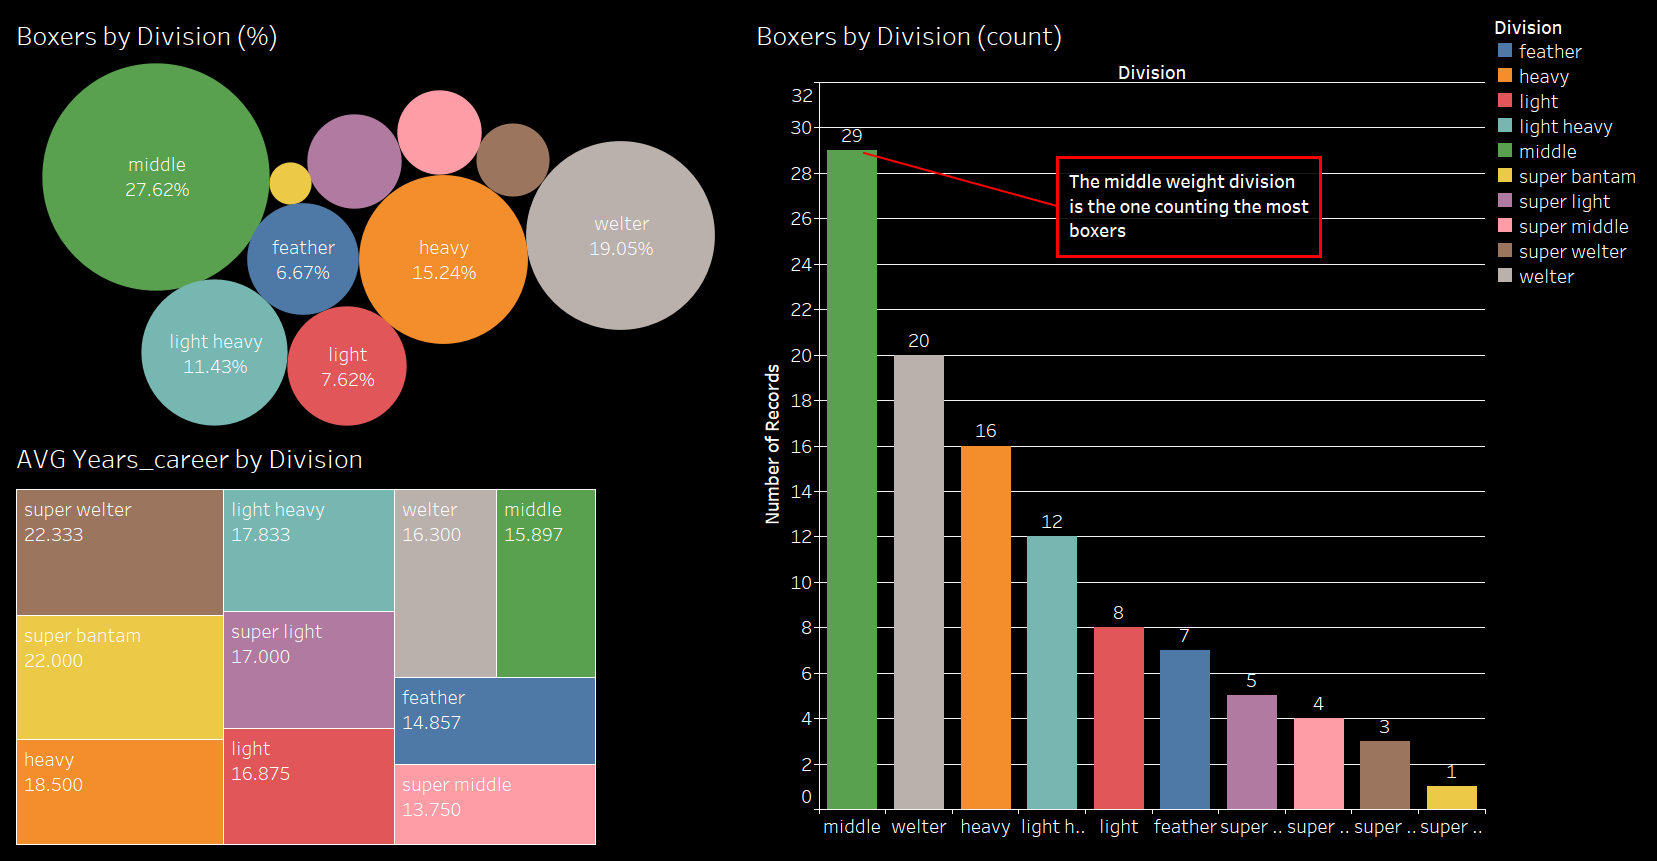 Boxers by Division (%)
middle
27.62%
feather
6.67%
heavy
15.24%
welter
19.05%
light heavy
11.43%
light
7.62%
AVG Years_career by Division
super welter
22.333
super bantam
22.000
heavy
18.500
light heavy
17.833
super light
17.000
light
16.875
welter
16.300
middle
15.897
feather
14.857
super middle
13.750
Boxers by Division (count)
Division
Number of Records
32
30
28
26
24
22
20
18
16
14
12
10
8
6
4
2
0
29
20
16
12
8
7
5
4
3
1
The middle weight division
is the one counting the most
boxers
middle
welter
heavy
light h..
light
feather
super ..
super ..
super ..
super ..
Division
feather
heavy
light
light heavy
middle
super bantam
super light
super middle
super welter
welter